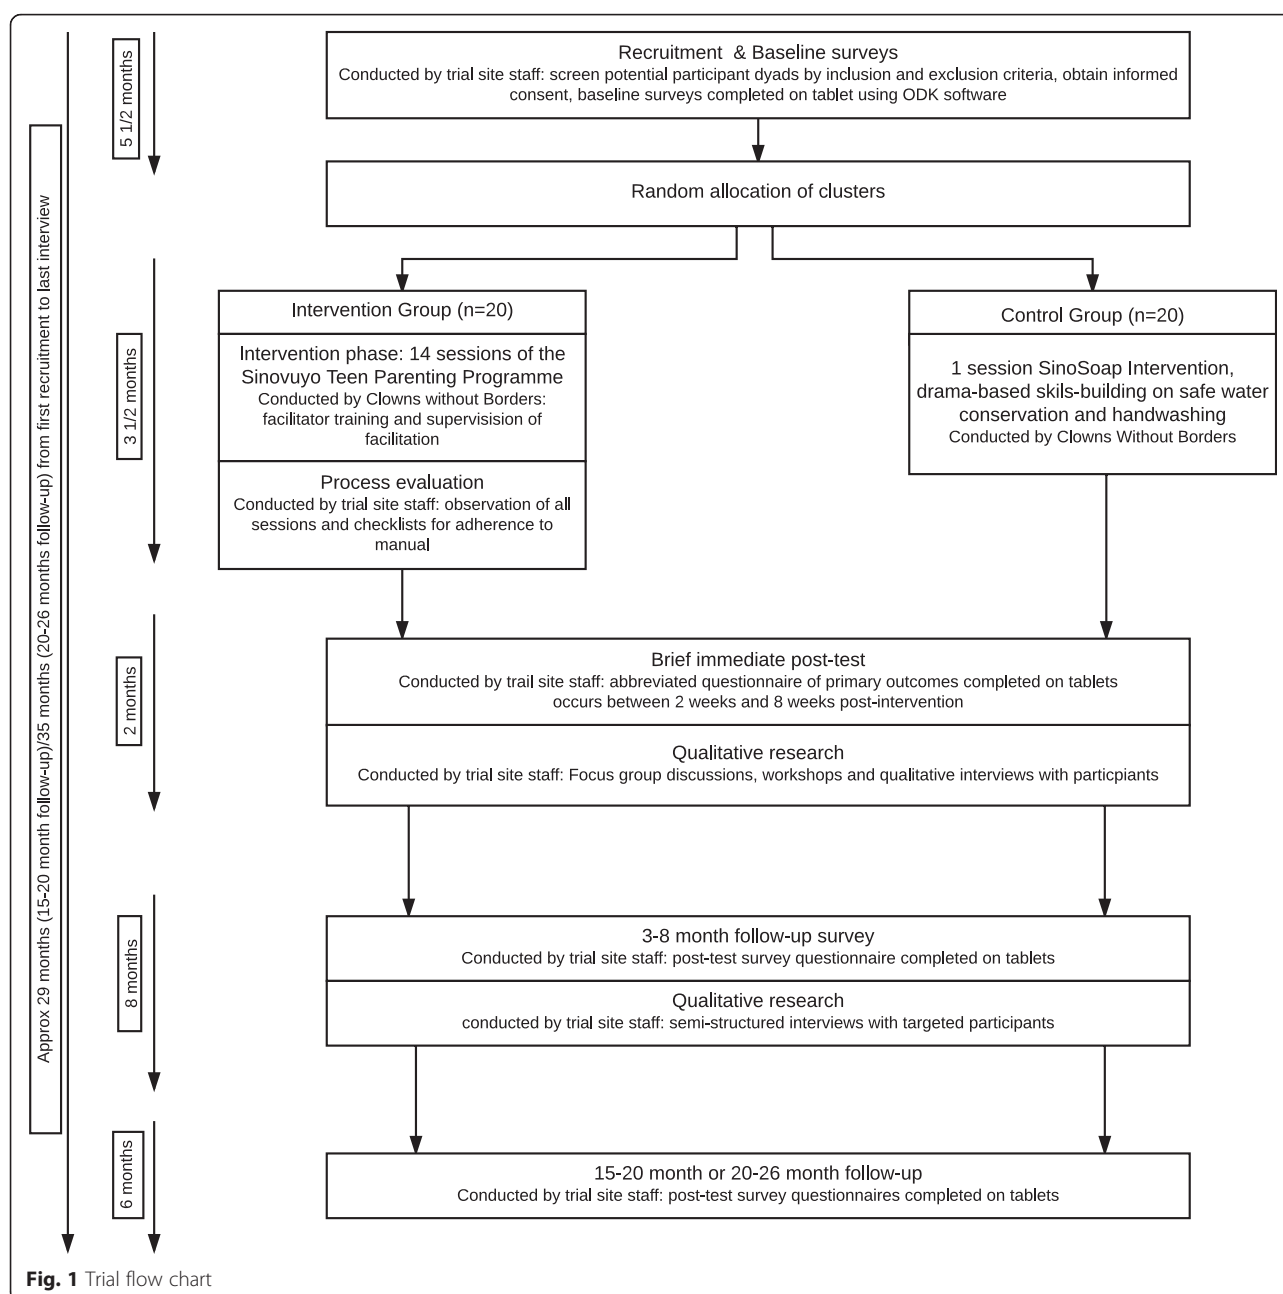 Recruitment & Baseline surveys
Conducted by trial site staff: screen potential participant dyads by inclusion and exclusion criteria, obtain informed
consent, baseline surveys completed on tablet using ODK software
5 1/2 months
Random allocation of clusters
Approx 29 months (15-20 month follow-up)/35 months (20-26 months follow-up) from first recruitment to last interview
3 1/2 months
Intervention Group (n=20)
Intervention phase: 14 sessions of the
Sinovuyo Teen Parenting Programme
Conducted by Clowns without Borders:
facilitator training and supervisision of
facilitation
Process evaluation
Conducted by trial site staff: observation of all
sessions and checklists for adherence to
manual
Control Group (n=20)
1 session SinoSoap Intervention,
drama-based skils-building on safe water
conservation and handwashing
Conducted by Clowns Without Borders
2 months
Brief immediate post-test
Conducted by trail site staff: abbreviated questionnaire of primary outcomes completed on tablets
occurs between 2 weeks and 8 weeks post-intervention
Qualitative research
Conducted by trial site staff: Focus group discussions, workshops and qualitative interviews with particpiants
8 months
3-8 month follow-up survey
Conducted by trial site staff: post-test survey questionnaire completed on tablets
Qualitative research
conducted by trial site staff: semi-structured interviews with targeted participants
6 months
15-20 month or 20-26 month follow-up
Conducted by trial site staff: post-test survey questionnaires completed on tablets
Fig. 1 Trial flow chart